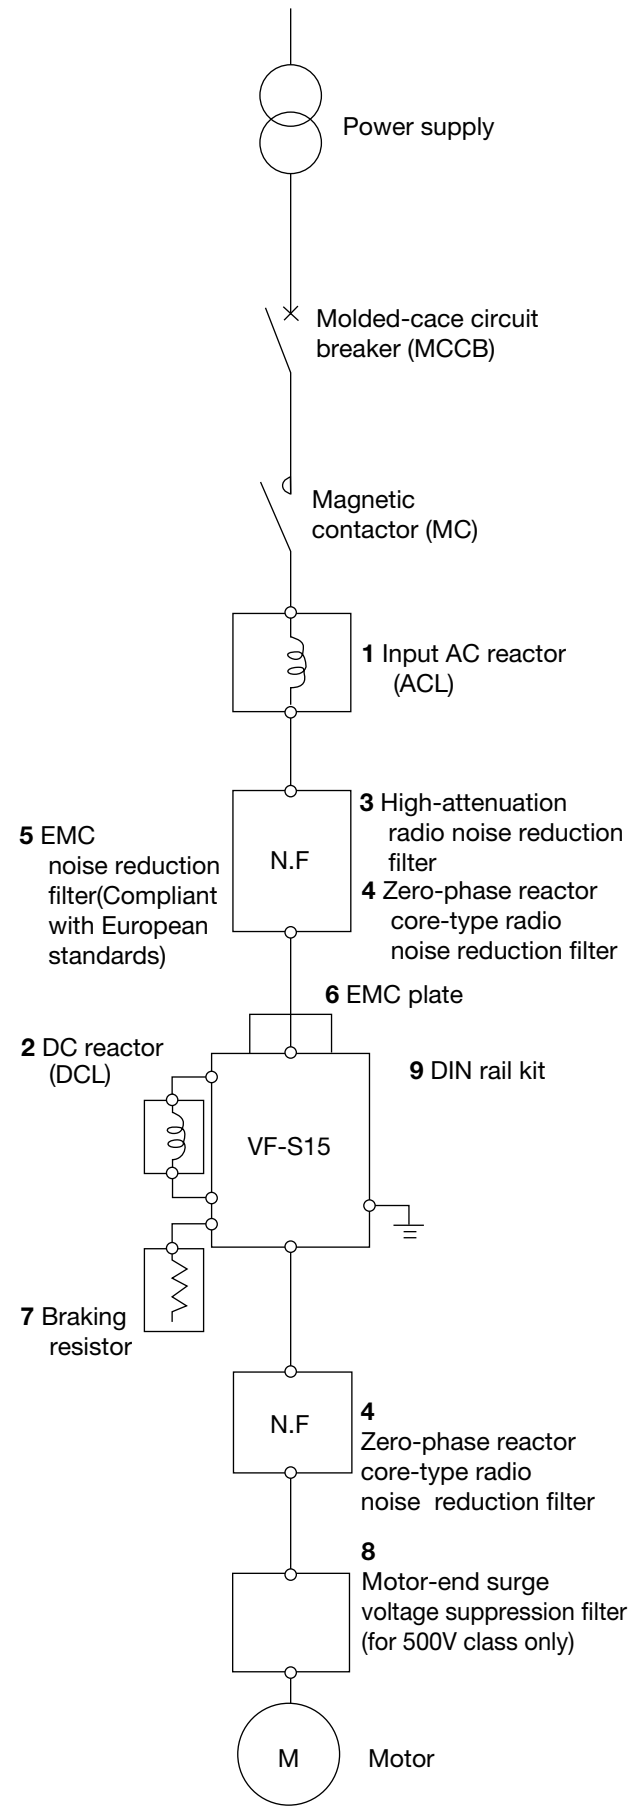 Power supply
Molded-cace circuit
breaker (MCCB)
Magnetic
contactor (MC)
1 Input AC reactor
(ACL)
3 High-attenuation
radio noise reduction
filter
4 Zero-phase reactor
core-type radio
noise reduction filter
N.F
5 EMC
noise reduction
filter(Compliant
with European
standards)
6 EMC plate
2 DC reactor
(DCL)
9 DIN rail kit
VF-S15
7 Braking
resistor
N.F
4
Zero-phase reactor
core-type radio
noise reduction filter
8
Motor-end surge
voltage suppression filter
(for 500V class only)
M
Motor